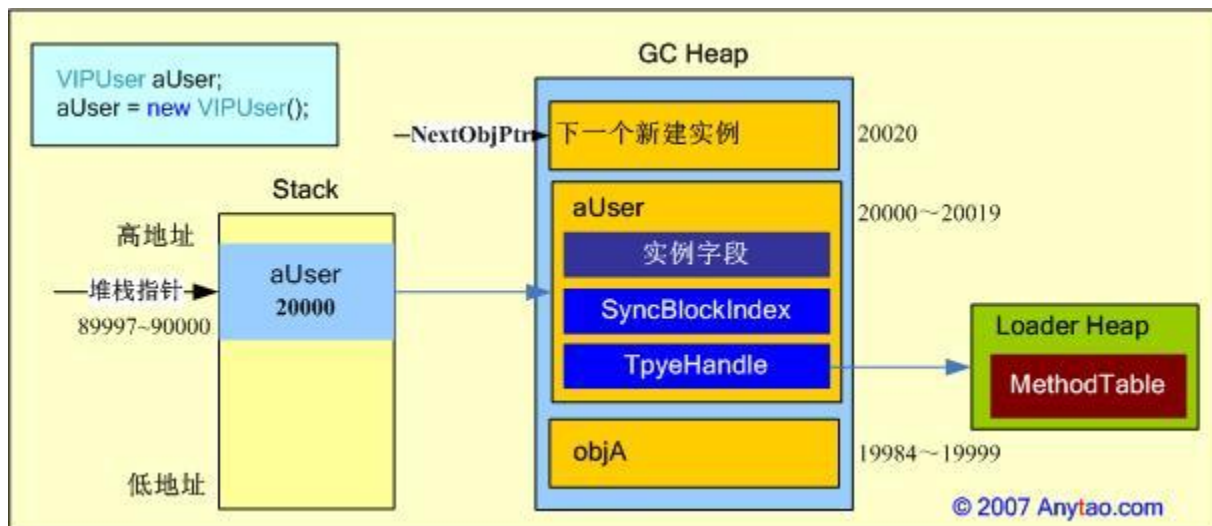 VIPUser aUser;
aUser = new VIPUser();
GC Heap
NextObjPtr
下一个新建实例
20020
Stack
高地址
aUser
20000～20019
实例字段
堆栈指针
aUser
20000
89997~90000
SyncBlockIndex
TpyeHandle
Loader Heap
MethodTable
objA
19984～19999
低地址
© 2007 Anytao.com